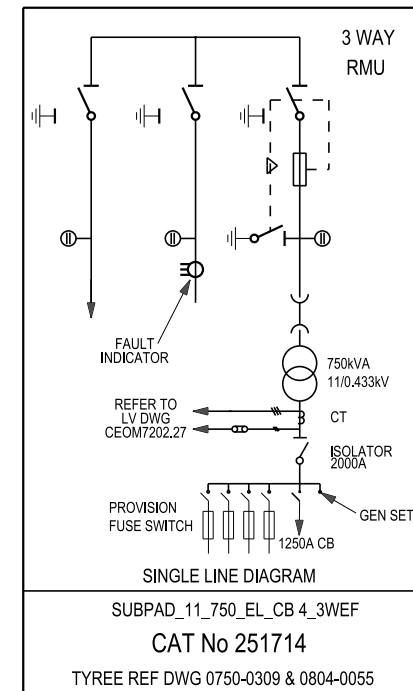 3 WAY
RMU
FAULT
INDICATOR
750kVA
11/0.433kV
REFER TO
LV DWG
CEOM7202.27
CT
ISOLATOR
2000A
PROVISION
FUSE SWITCH
GEN SET
1250A CB
SINGLE LINE DIAGRAM
SUBPAD_11_750_EL_CB 4_3WEF
CAT No 251714
TYREE REF DWG 0750-0309 & 0804-0055